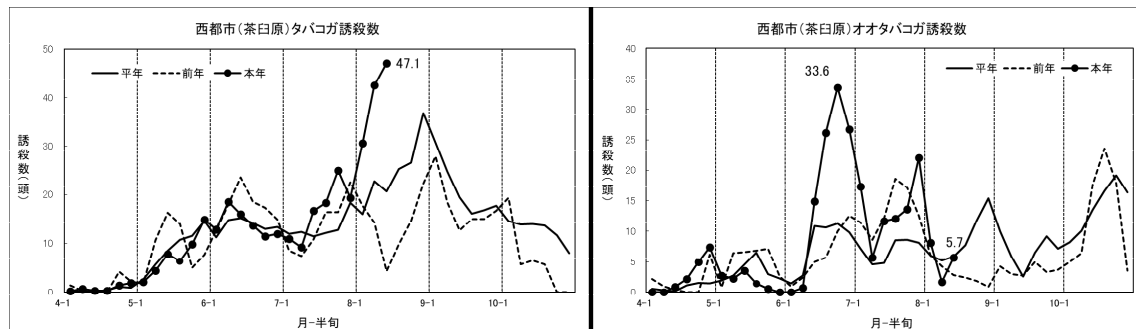 西都市(茶臼原)タバコガ誘殺数
50
40
30
20
10
0
誘殺数(頭)
平年 前年 本年
47.1
4-1 5-1 6-1 7-1 8-1 9-1 10-1
月-半旬
西都市(茶臼原)オオタバコガ誘殺数
40
35
30
25
20
15
10
5
0
誘殺数(頭)
平年 前年 本年
33.6
5.7
4-1 5-1 6-1 7-1 8-1 9-1 10-1
月-半旬